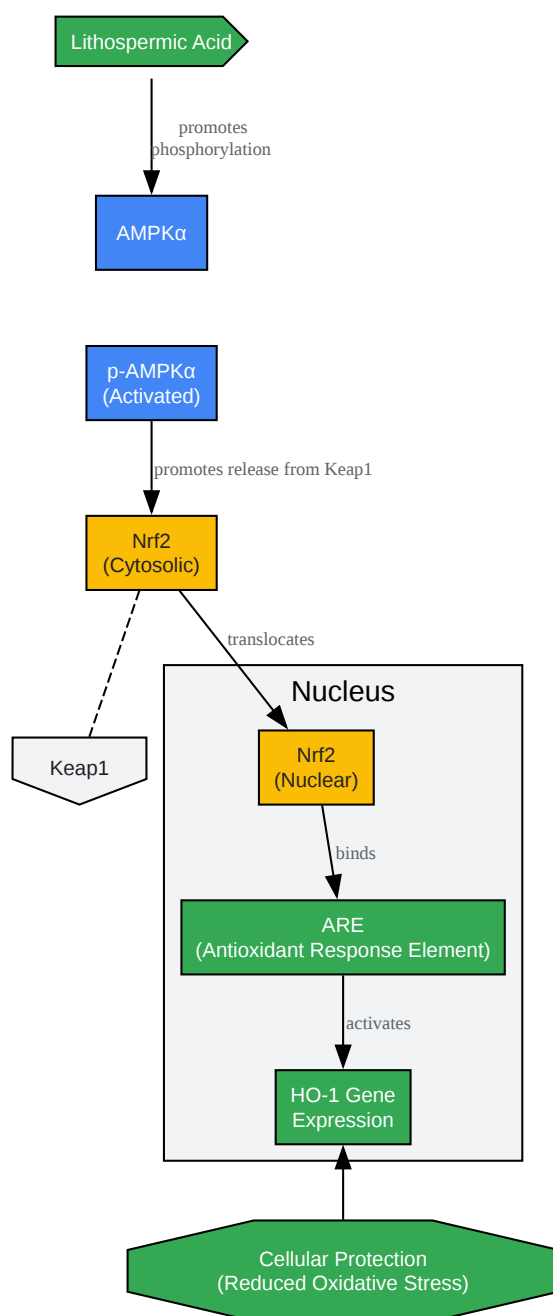 Lithospermic Acid
promotes
phosphorylation
AMPKα
p-AMPKα
(Activated)
promotes release from Keap1
Nrf2
(Cytosolic)
translocates
Nucleus
Keap1
Nrf2
(Nuclear)
binds
ARE
(Antioxidant Response Element)
activates
HO-1 Gene
Expression
Cellular Protection
(Reduced Oxidative Stress)